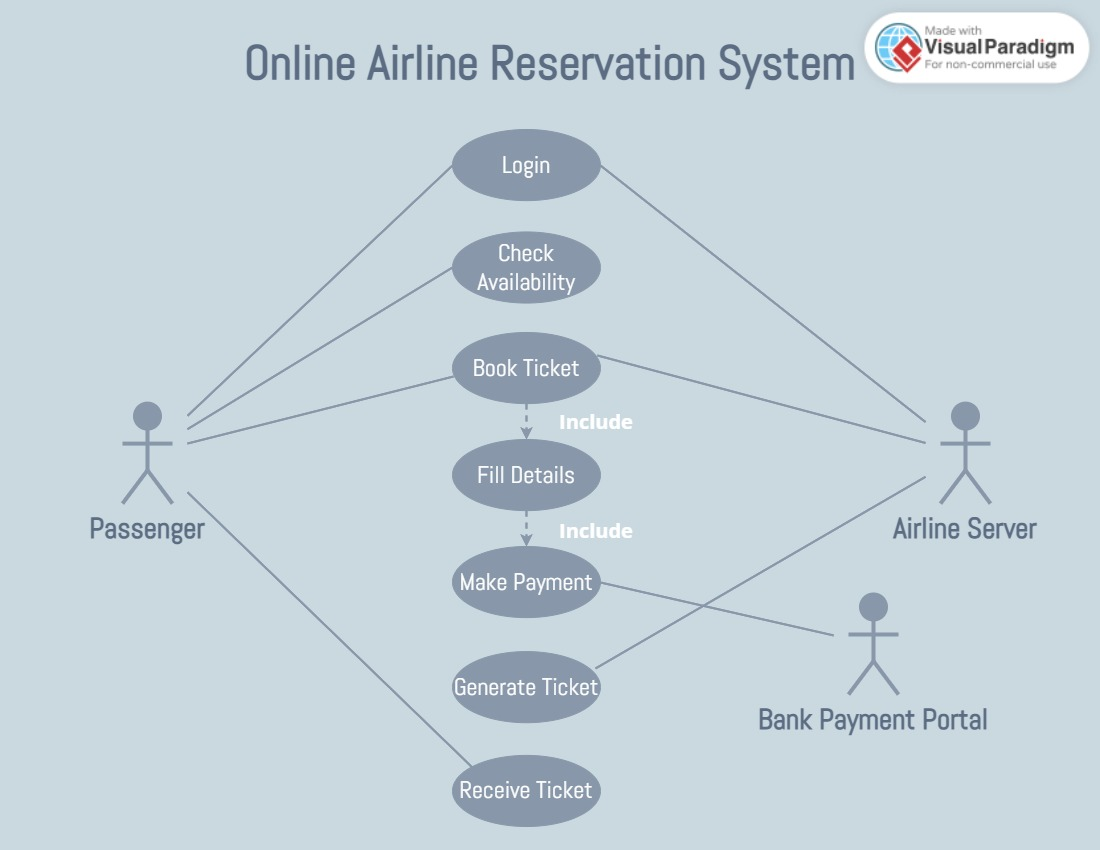 Online Airline Reservation System
Made with
Visual Paradigm
For non-commercial use
Login
Check
Availability
Book Ticket
Include
Fill Details
Passenger
Airline Server
Include
Make Payment
Generate Ticket
Bank Payment Portal
Receive Ticket